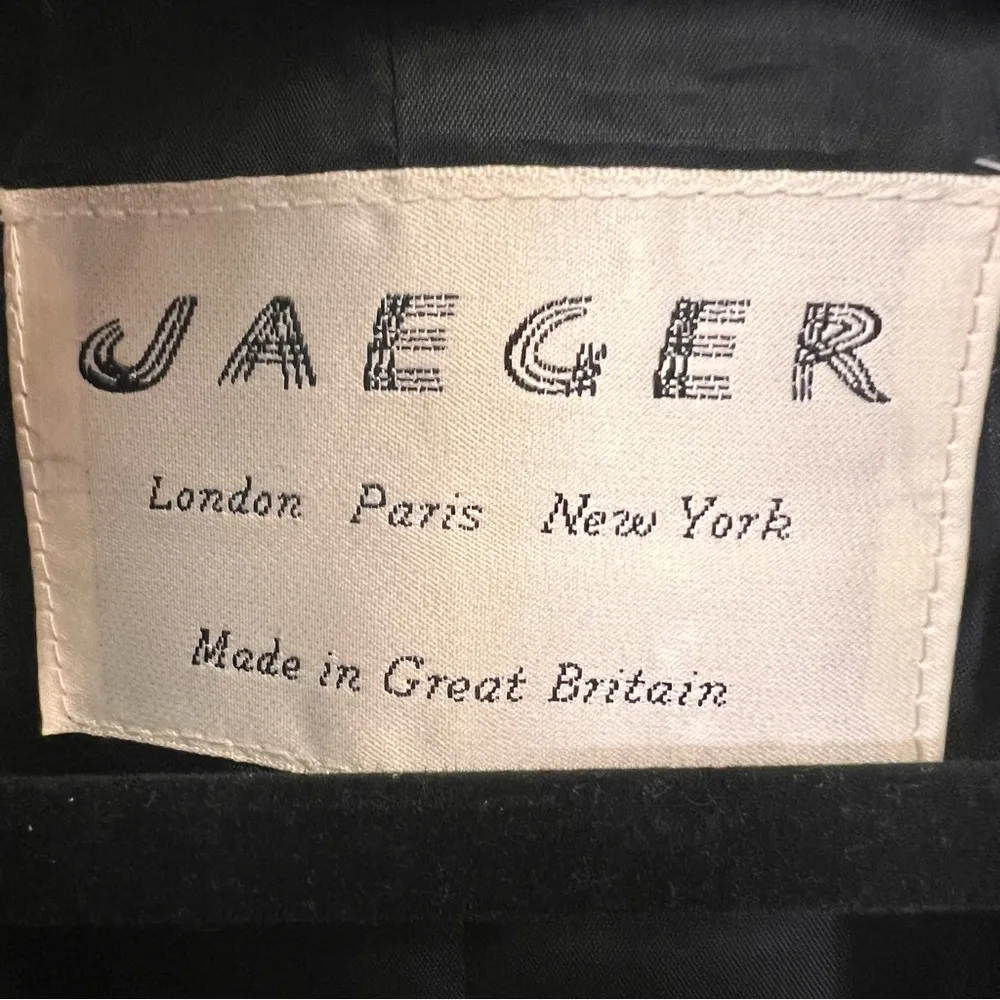 JAEGER
London Paris New York
Made in Great Britain